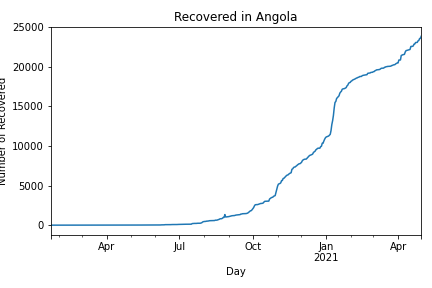 Recovered in Angola
Number of Recovered
25000
20000
15000
10000
5000
0
Apr
Jul
Oct
Jan
2021
Apr
Day